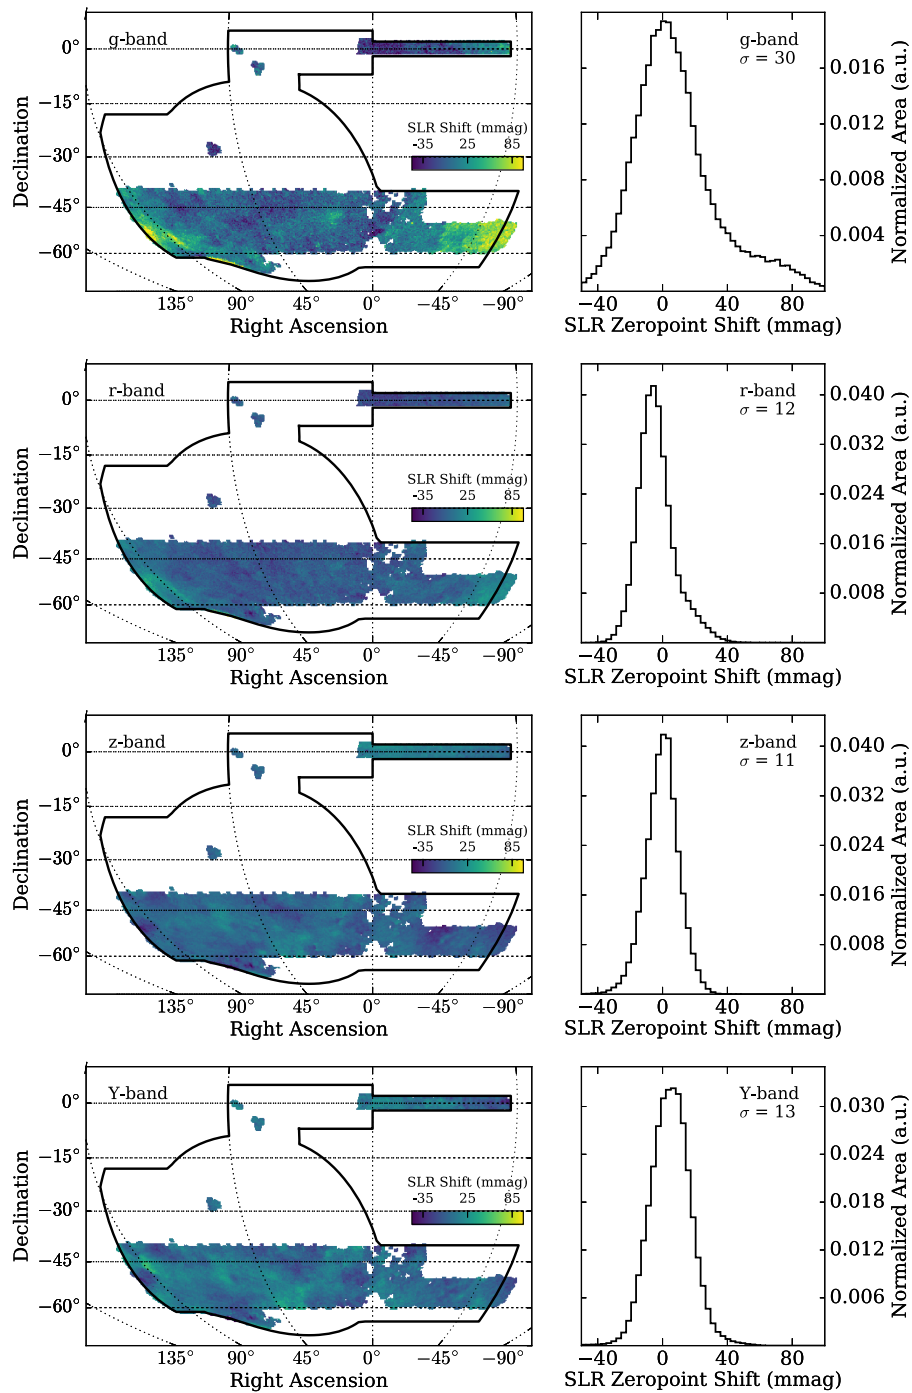 g-band
0°
−15°
−30°
−45°
−60°
Declination
SLR Shift (mmag)
-35 25 85
135° 90° 45° 0° −45° −90°
Right Ascension
g-band
σ = 30
0.016
0.012
0.008
0.004
Normalized Area (a.u.)
−40 0 40 80
SLR Zeropoint Shift (mmag)
r-band
0°
−15°
−30°
−45°
−60°
Declination
SLR Shift (mmag)
-35 25 85
135° 90° 45° 0° −45° −90°
Right Ascension
r-band
σ = 12
0.040
0.032
0.024
0.016
0.008
Normalized Area (a.u.)
−40 0 40 80
SLR Zeropoint Shift (mmag)
z-band
0°
−15°
−30°
−45°
−60°
Declination
SLR Shift (mmag)
-35 25 85
135° 90° 45° 0° −45° −90°
Right Ascension
z-band
σ = 11
0.040
0.032
0.024
0.016
0.008
Normalized Area (a.u.)
−40 0 40 80
SLR Zeropoint Shift (mmag)
Y-band
0°
−15°
−30°
−45°
−60°
Declination
SLR Shift (mmag)
-35 25 85
135° 90° 45° 0° −45° −90°
Right Ascension
Y-band
σ = 13
0.030
0.024
0.018
0.012
0.006
Normalized Area (a.u.)
−40 0 40 80
SLR Zeropoint Shift (mmag)